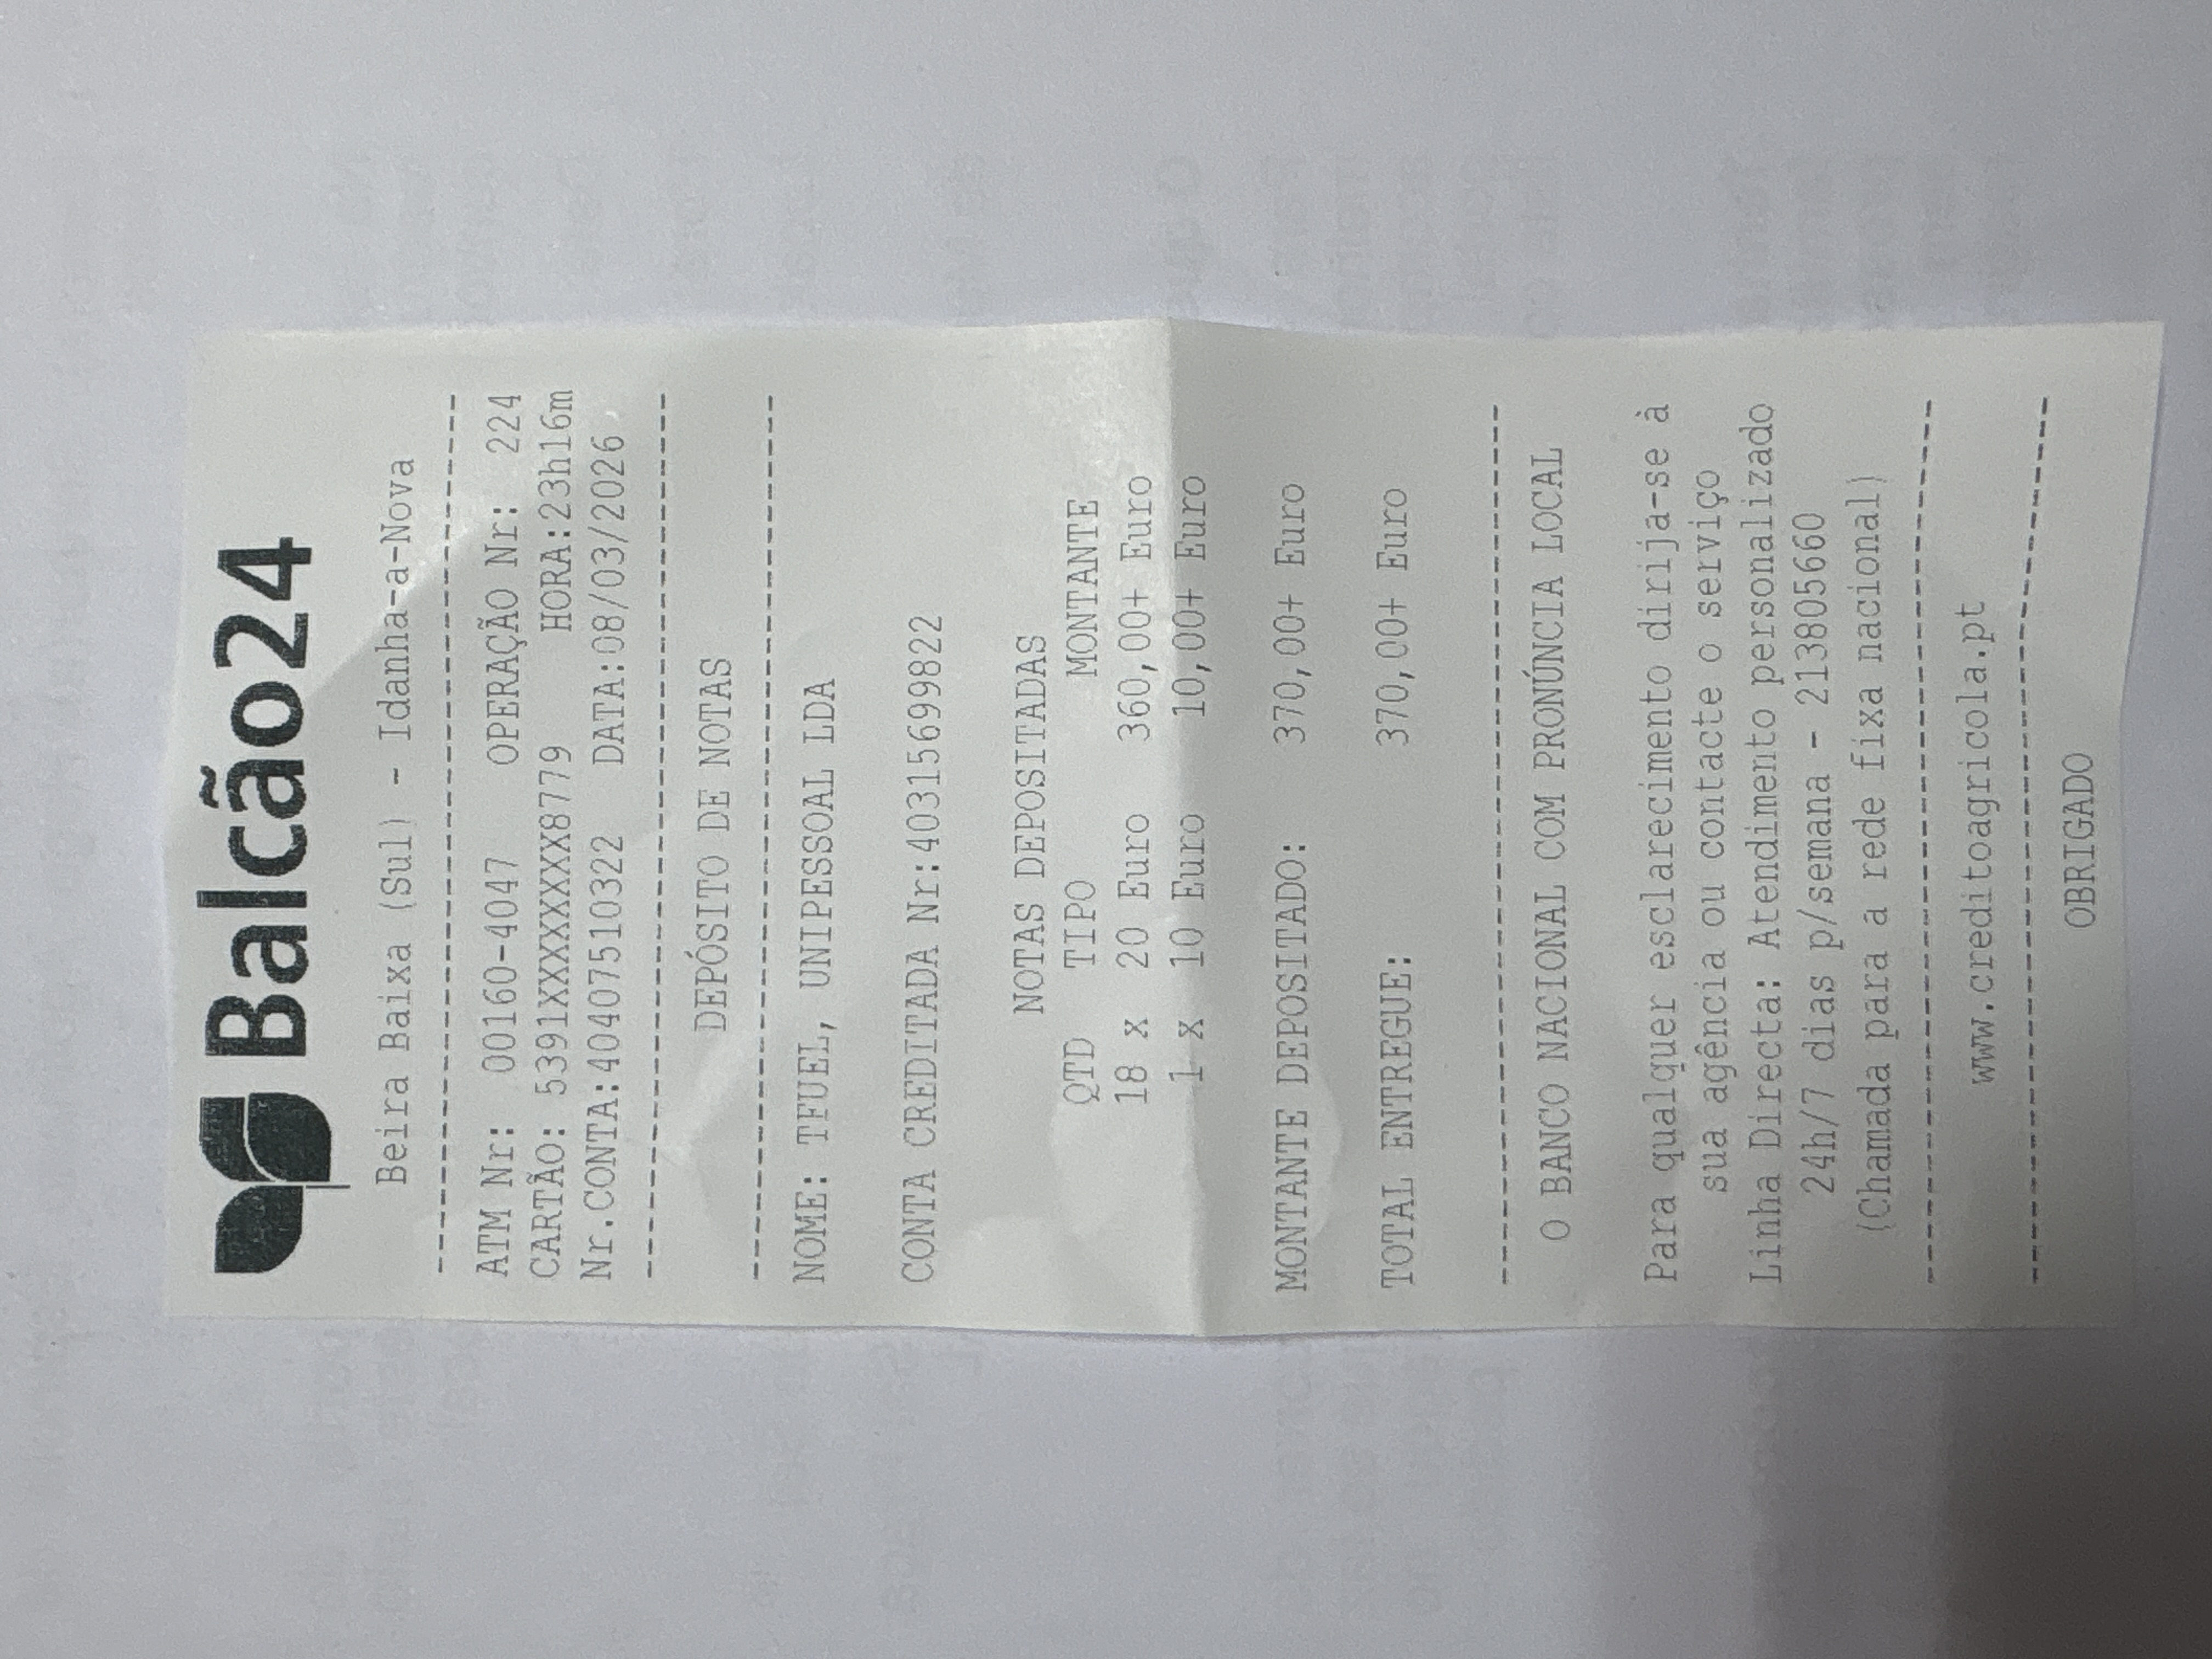 Balcão24
Beira Baixa (Sul) - Idanha-a-Nova
----------------------------------------
ATM Nr: 00160-4047 OPERAÇÃO Nr: 224
CARTÃO: 5391XXXXXXXX8779 HORA:23h16m
Nr.CONTA:40407510322 DATA:08/03/2026
----------------------------------------
DEPÓSITO DE NOTAS
----------------------------------------
NOME: TFUEL, UNIPESSOAL LDA
CONTA CREDITADA Nr:40315699822
NOTAS DEPOSITADAS
QTD TIPO MONTANTE
18 x 20 Euro 360,00+ Euro
1 x 10 Euro 10,00+ Euro
MONTANTE DEPOSITADO: 370,00+ Euro
TOTAL ENTREGUE: 370,00+ Euro
----------------------------------------
O BANCO NACIONAL COM PRONÚNCIA LOCAL
Para qualquer esclarecimento dirija-se à
sua agência ou contacte o serviço
Linha Directa: Atendimento personalizado
24h/7 dias p/semana - 213805660
(Chamada para a rede fixa nacional)
----------------------------------------
www.creditoagricola.pt
----------------------------------------
OBRIGADO